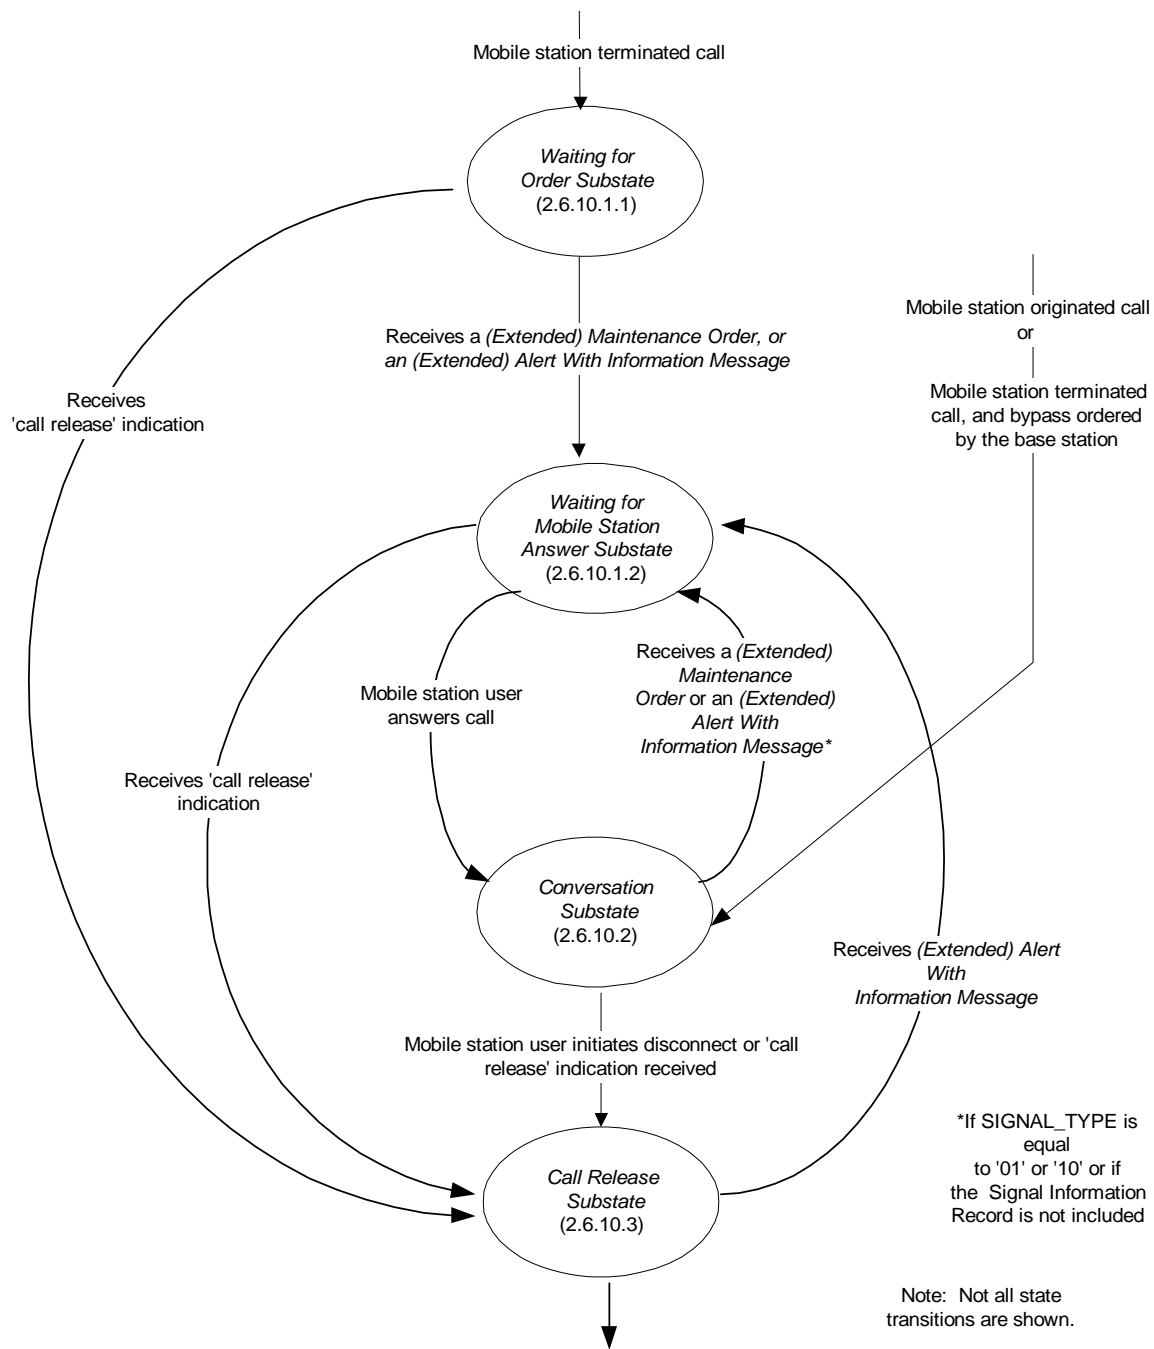 Mobile station terminated call
Waiting for
Order Substate
(2.6.10.1.1)
Mobile station originated call
or
Mobile station terminated
call, and bypass ordered
by the base station
Receives a (Extended) Maintenance Order, or
an (Extended) Alert With Information Message
Receives
'call release' indication
Waiting for
Mobile Station
Answer Substate
(2.6.10.1.2)
Receives a (Extended)
Maintenance
Order or an (Extended)
Alert With
Information Message*
Mobile station user
answers call
Receives 'call release'
indication
Conversation
Substate
(2.6.10.2)
Receives (Extended) Alert
With
Information Message
Mobile station user initiates disconnect or 'call
release' indication received
*If SIGNAL_TYPE is
equal
to '01' or '10' or if
the Signal Information
Record is not included
Call Release
Substate
(2.6.10.3)
Note: Not all state
transitions are shown.